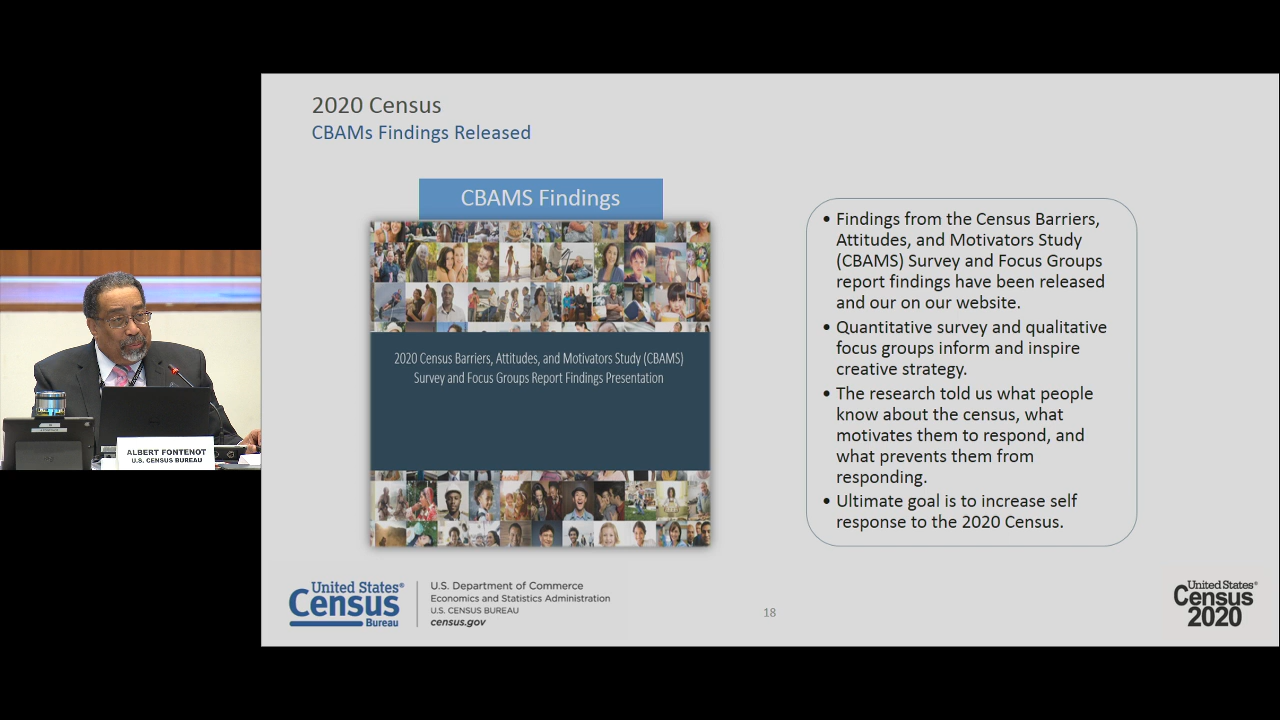 2020 Census
CBAMs Findings Released
CBAMS Findings
2020 Census Barriers, Attitudes, and Motivators Study (CBAMS)
Survey and Focus Groups Report Findings Presentation
• Findings from the Census Barriers,
Attitudes, and Motivators Study
(CBAMS) Survey and Focus Groups
report findings have been released
and our on our website.
• Quantitative survey and qualitative
focus groups inform and inspire
creative strategy.
• The research told us what people
know about the census, what
motivates them to respond, and
what prevents them from
responding.
• Ultimate goal is to increase self
response to the 2020 Census.
ALBERT FONTENOT
U.S. CENSUS BUREAU
United States®
Census
Bureau
U.S. Department of Commerce
Economics and Statistics Administration
U.S. CENSUS BUREAU
census.gov
18
United States®
Census
2020